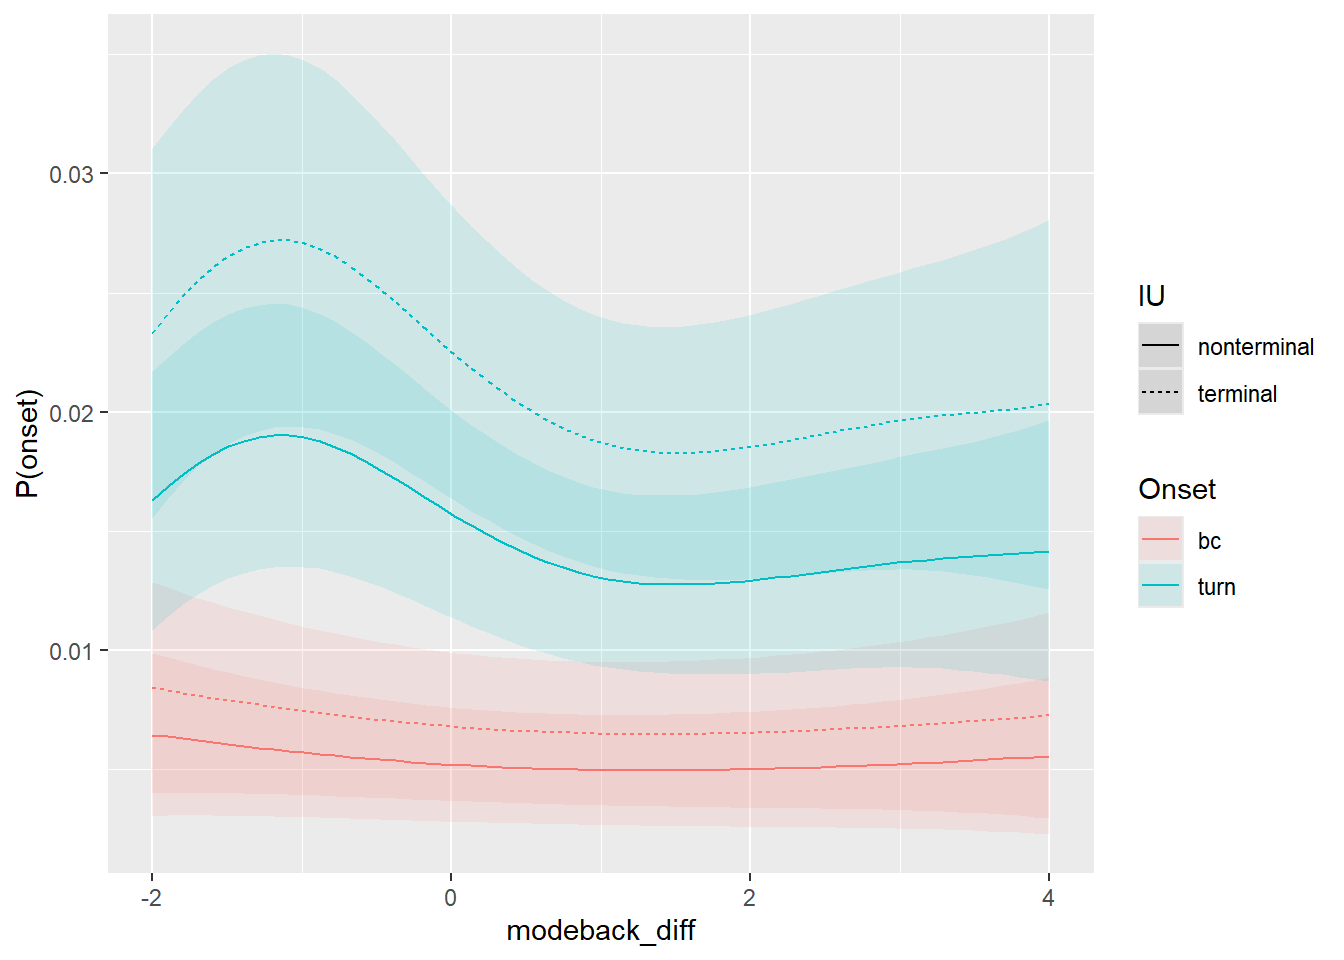 P(onset)
0.03
0.02
0.01
-2
0
2
4
modeback_diff
IU
nonterminal
terminal
Onset
bc
turn